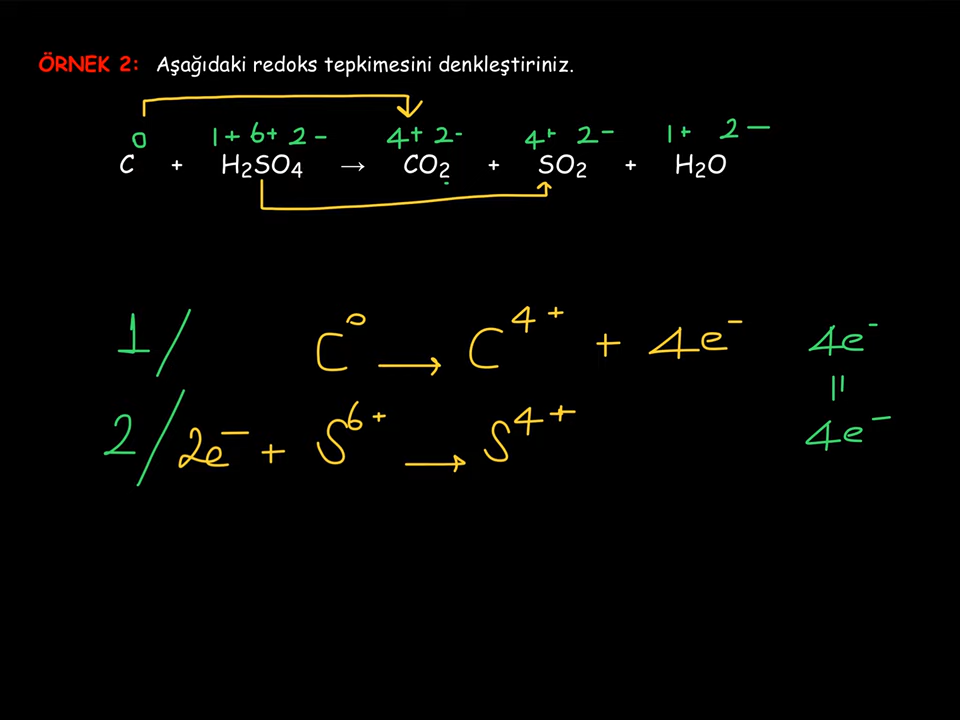 ÖRNEK 2: Aşağıdaki redoks tepkimesini denkleştiriniz.
0 1+ 6+ 2- 4+ 2- 4+ 2- 1+ 2-
C + H₂SO₄ → CO₂ + SO₂ + H₂O
1/ C⁰ → C⁴⁺ + 4e⁻ 4e⁻
=
2/ 2e⁻ + S⁶⁺ → S⁴⁺ 4e⁻